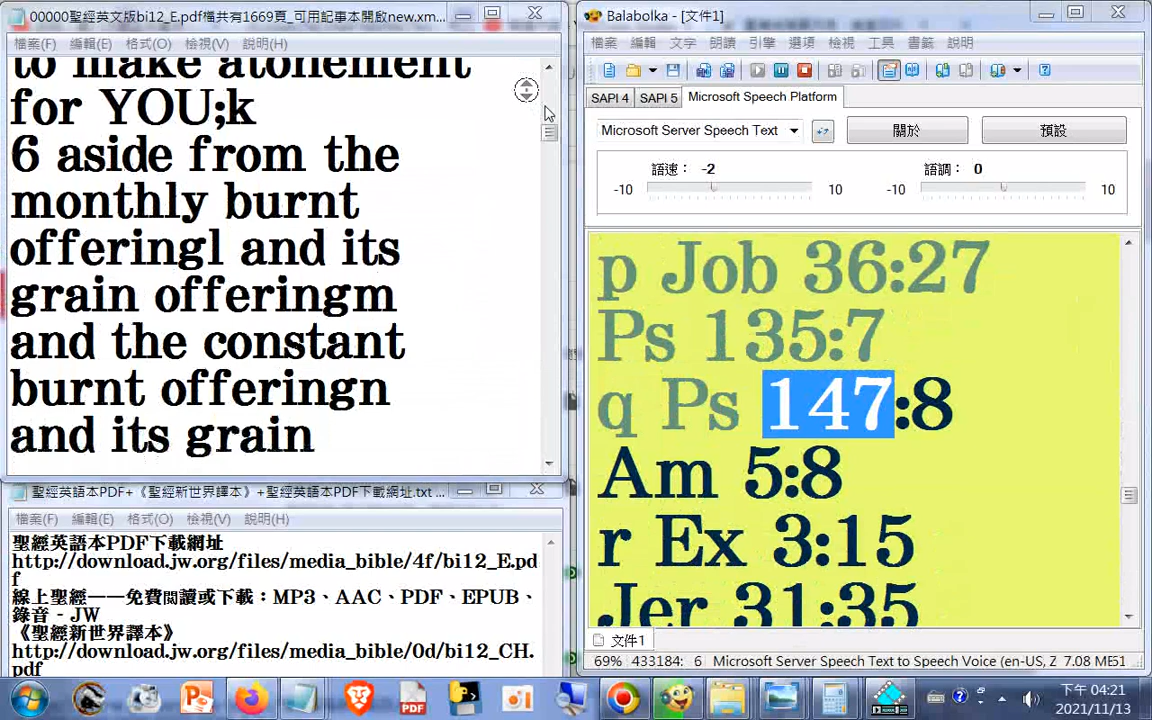 00000聖經英文版bi12_E.pdf檔共有1669頁_可用記事本開啟new.xm...
檔案(F) 編輯(E) 格式(O) 檢視(V) 說明(H)
to make atonement
for YOU;k
6 aside from the
monthly burnt
offeringl and its
grain offeringm
and the constant
burnt offeringn
and its grain
聖經英語本PDF+《聖經新世界譯本》+聖經英語本PDF下載網址.txt ...
檔案(F) 編輯(E) 格式(O) 檢視(V) 說明(H)
聖經英語本PDF下載網址
http://download.jw.org/files/media_bible/4f/bi12_E.pd
f
線上聖經——免費閱讀或下載：MP3、AAC、PDF、EPUB、
錄音 - JW
《聖經新世界譯本》
http://download.jw.org/files/media_bible/0d/bi12_CH.
pdf
Balabolka - [文件1]
檔案 編輯 文字 朗讀 引擎 選項 檢視 工具 書籤 說明
SAPI 4 SAPI 5 Microsoft Speech Platform
Microsoft Server Speech Text 關於 預設
語速： -2 語調： 0
-10 10 -10 10
p Job 36:27
Ps 135:7
q Ps 147:8
Am 5:8
r Ex 3:15
Jer 31:35
文件1
69% 433184: 6 Microsoft Server Speech Text to Speech Voice (en-US, Z 7.08 ME51
下午 04:21
2021/11/13